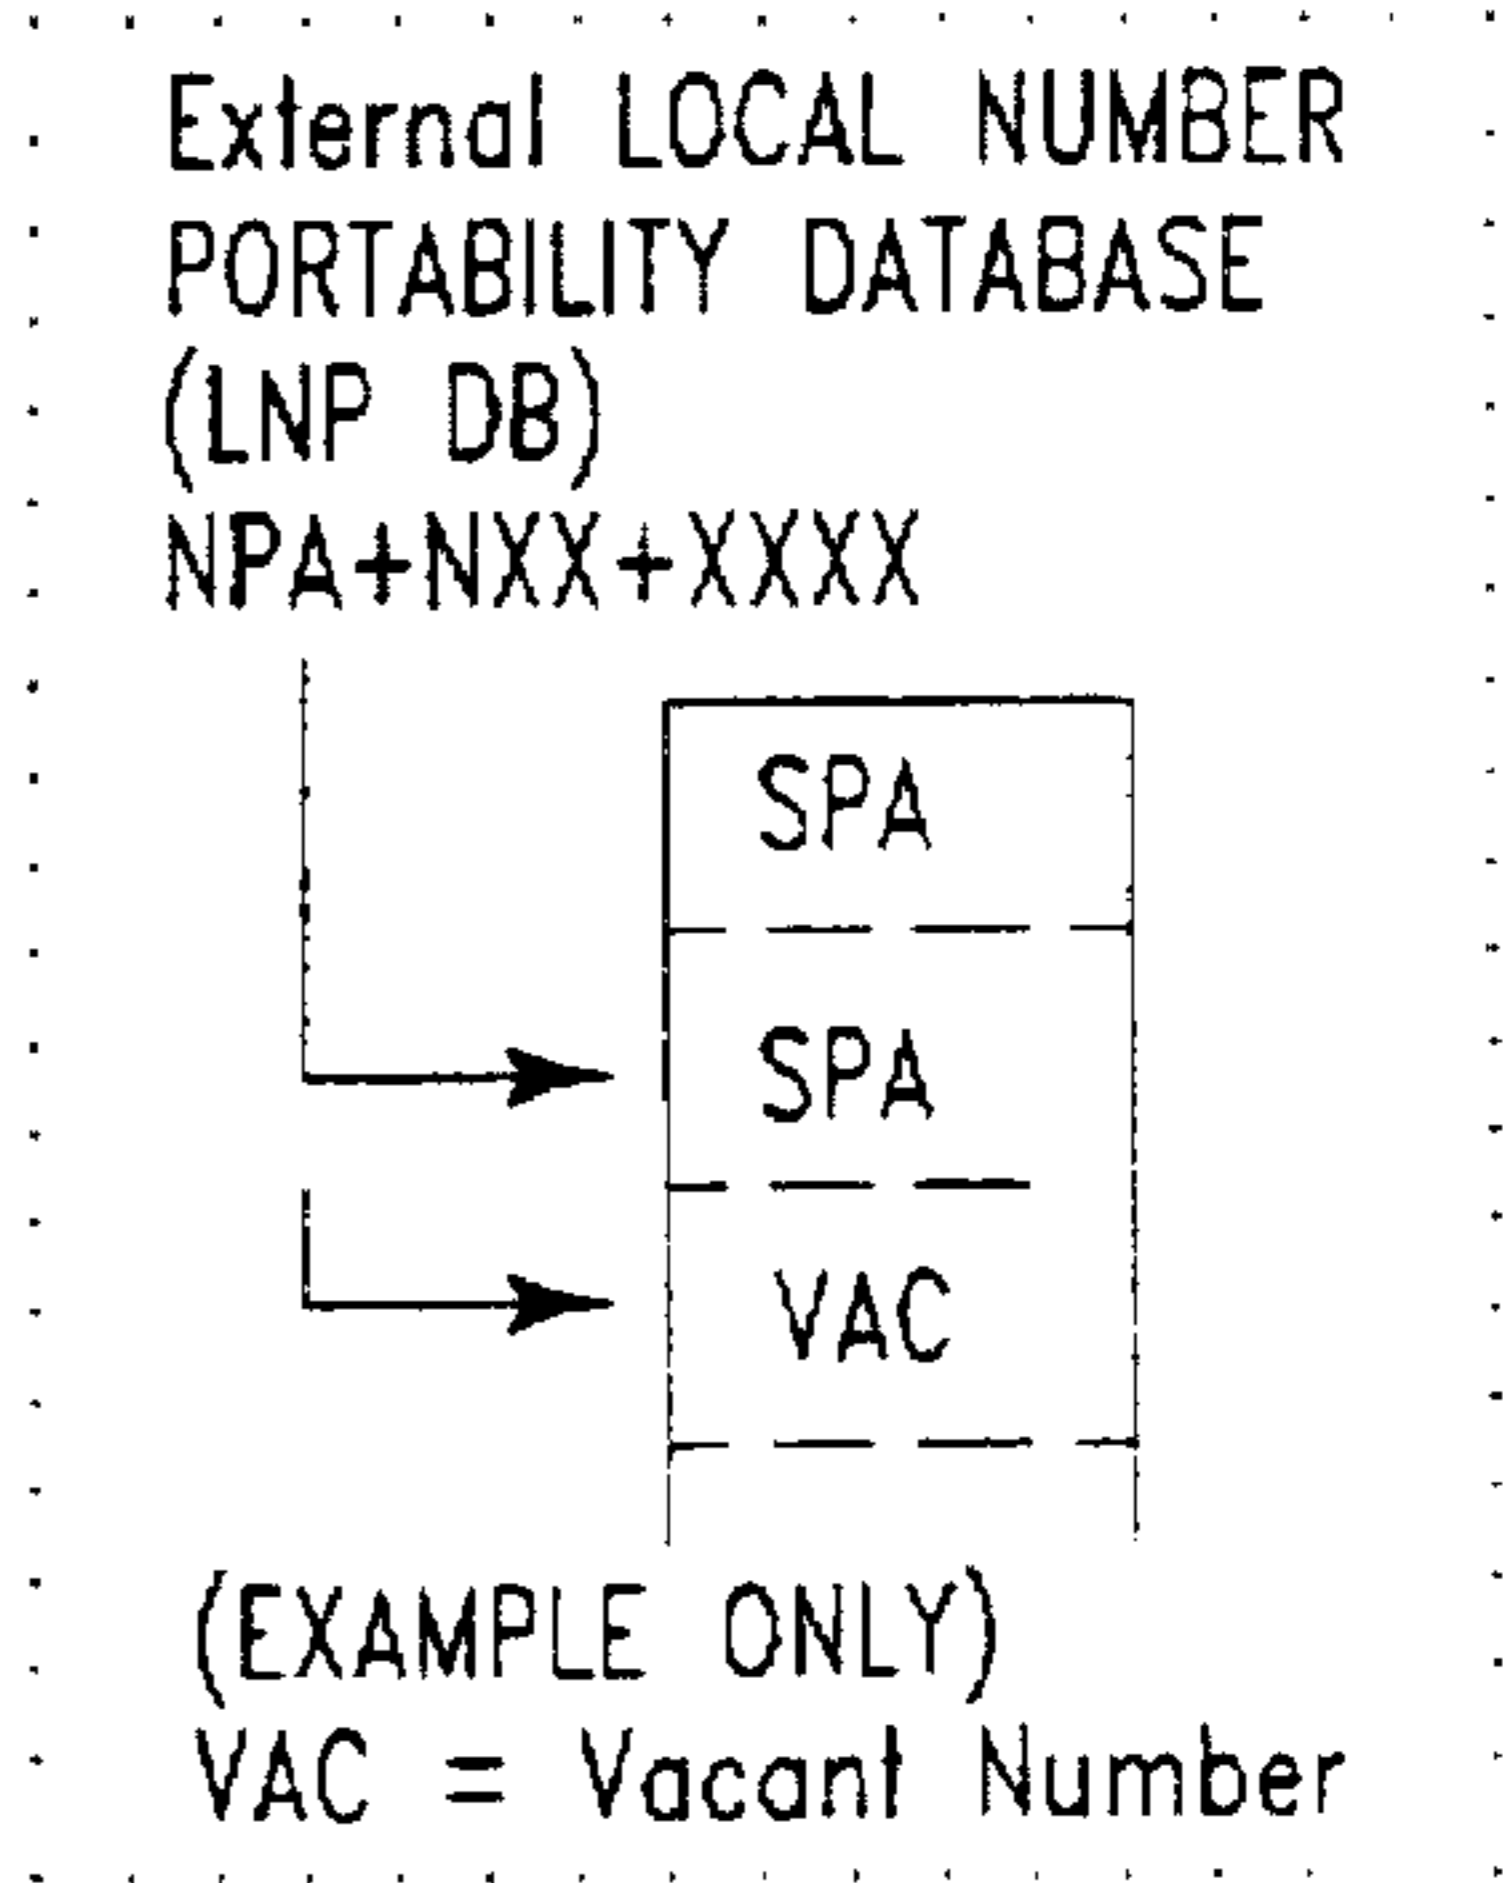 External LOCAL NUMBER
PORTABILITY DATABASE
(LNP DB)
NPA+NXX+XXXX
SPA
SPA
VAC
(EXAMPLE ONLY)
VAC = Vacant Number